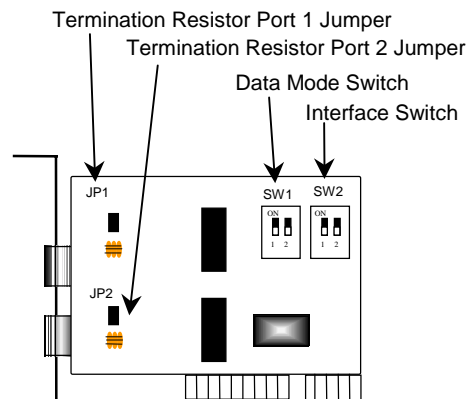 Termination Resistor Port 1 Jumper
Termination Resistor Port 2 Jumper
Data Mode Switch
Interface Switch
JP1
SW1
SW2
ON
ON
1 2
1 2
JP2